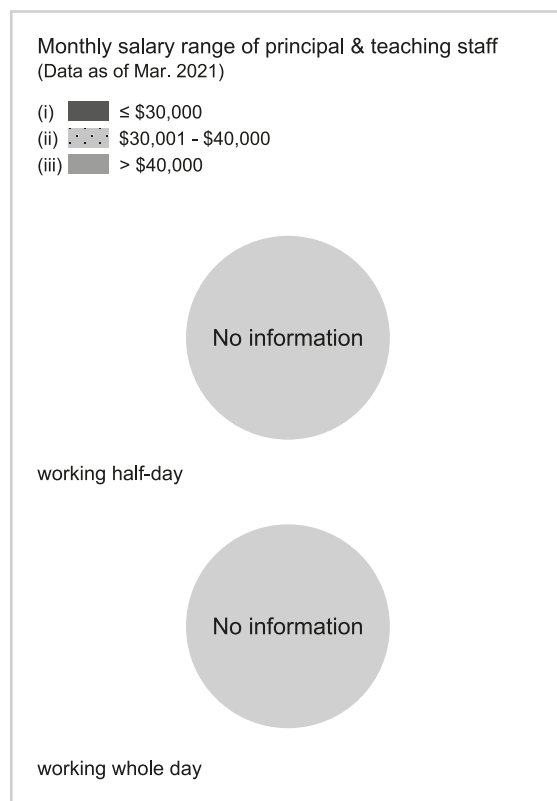 Monthly salary range of principal & teaching staff
(Data as of Mar. 2021)
(i) ≤ $30,000
(ii) $30,001 - $40,000
(iii) > $40,000
No information
working half-day
No information
working whole day